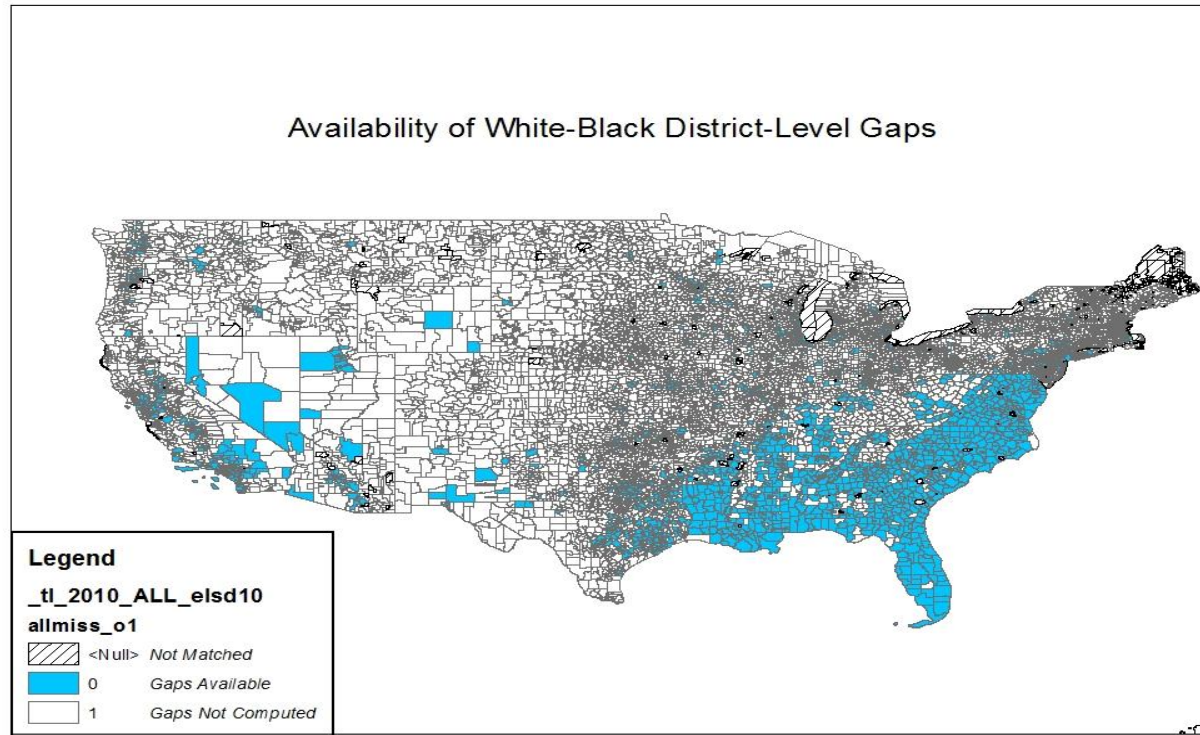 Availability of White-Black District-Level Gaps
Legend
_tl_2010_ALL_elsd10
allmiss_o1
<Null> Not Matched
0 Gaps Available
1 Gaps Not Computed